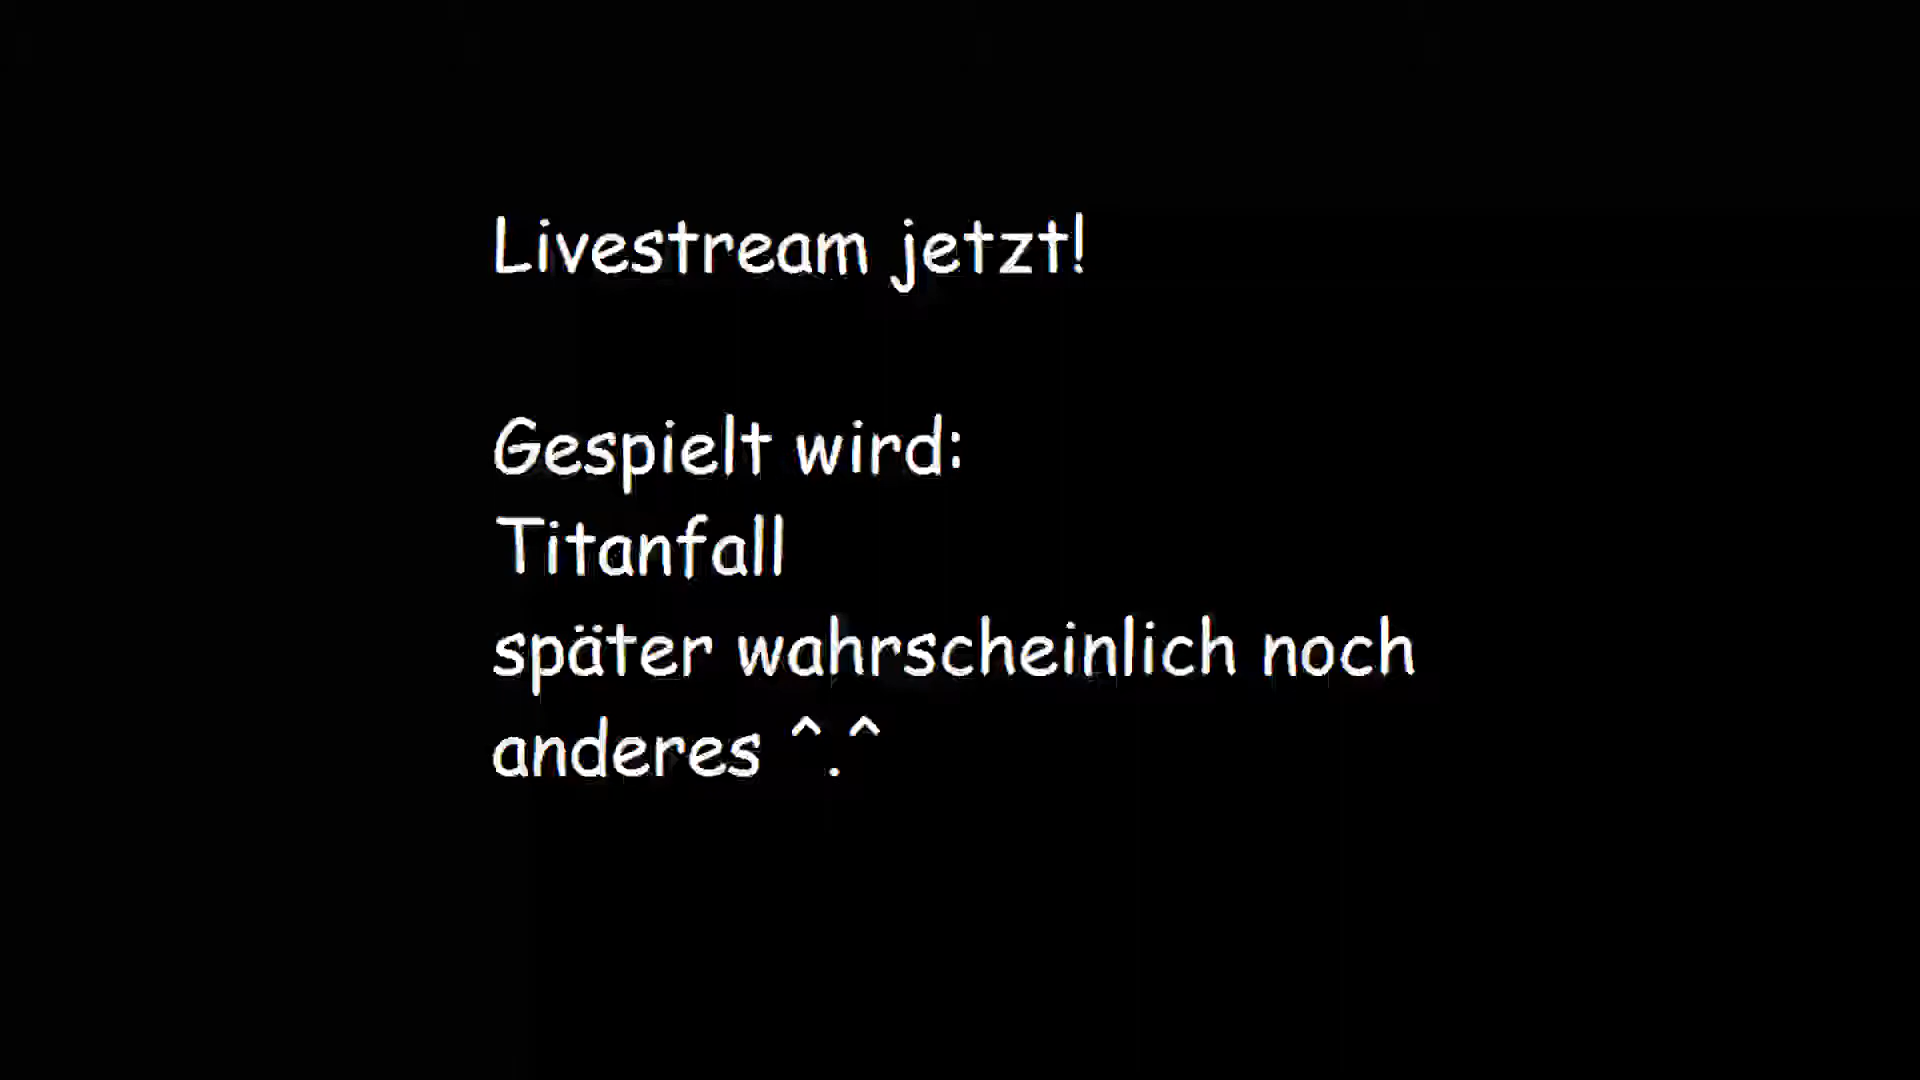 Livestream jetzt!
Gespielt wird:
Titanfall
später wahrscheinlich noch
anderes ^.^